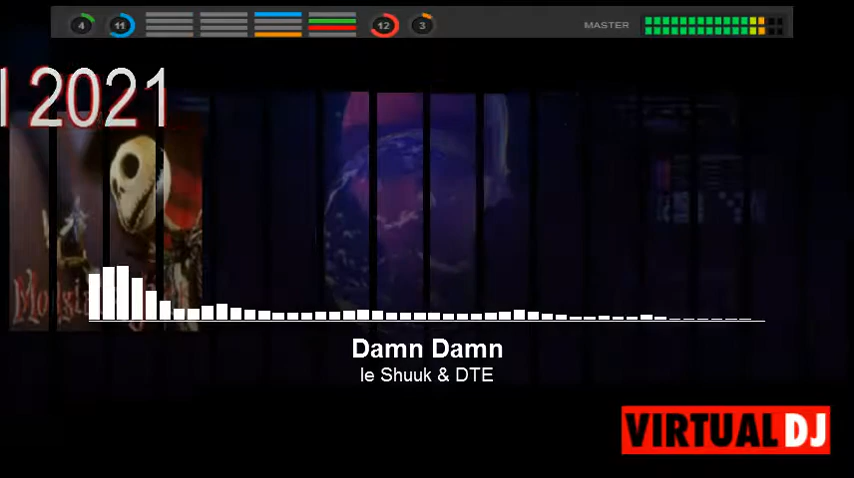 4 11 12 3 MASTER
2021
Damn Damn
le Shuuk & DTE
VIRTUAL DJ